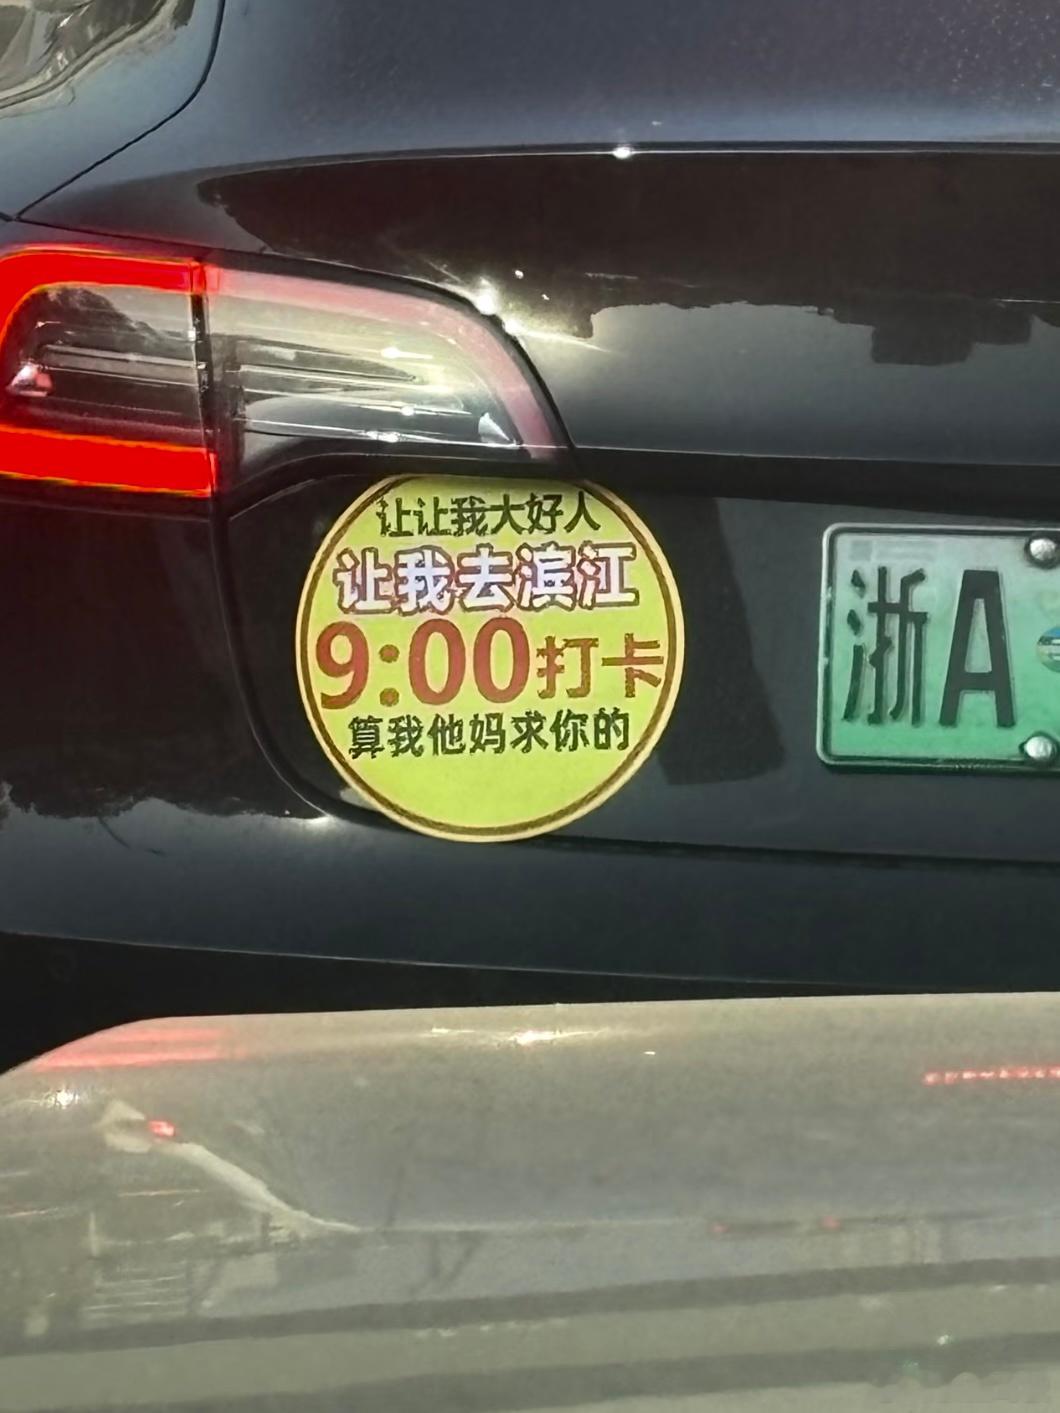 让让我大好人
让我去滨江
9:00打卡
算我他妈求你的
浙A